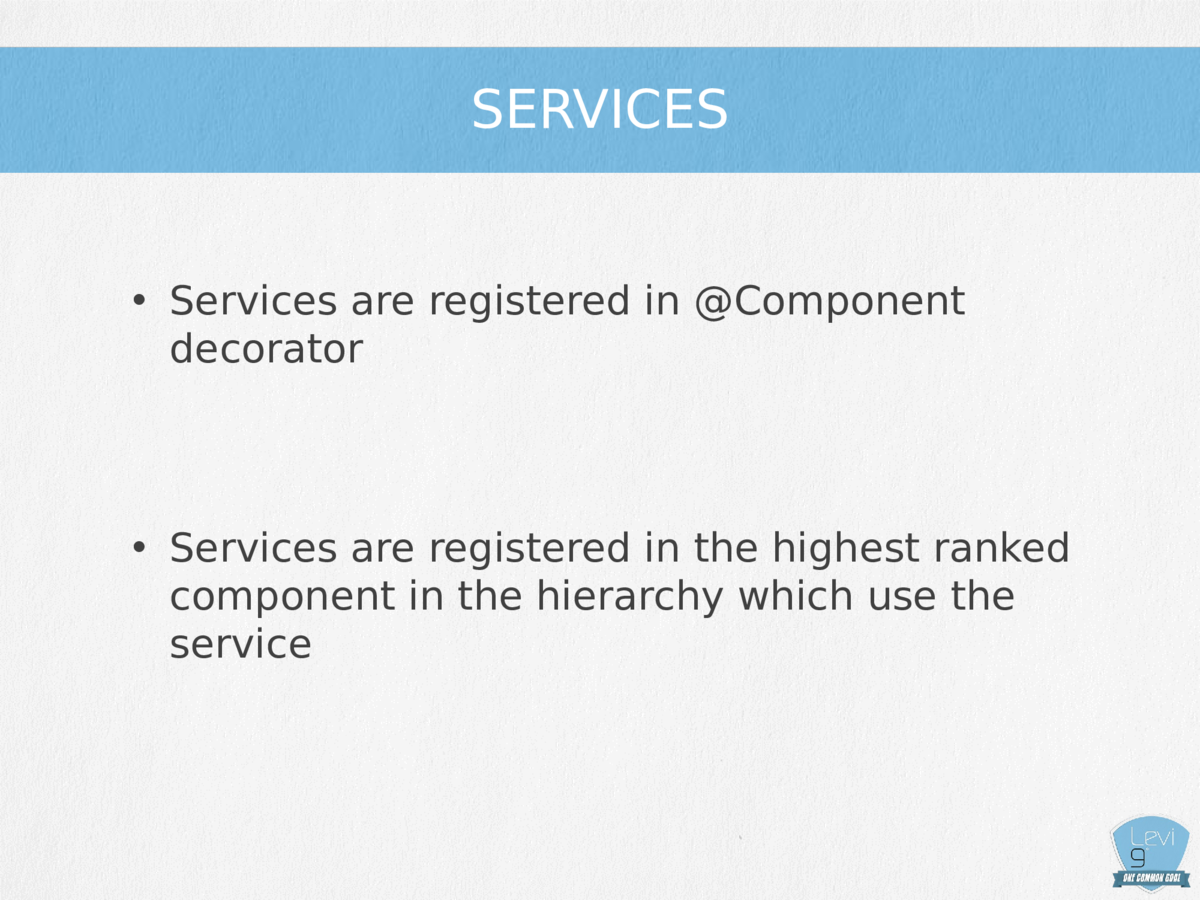 SERVICES
• Services are registered in @Component
decorator
• Services are registered in the highest ranked
component in the hierarchy which use the
service
Levi
9
ONE COMMON GOAL